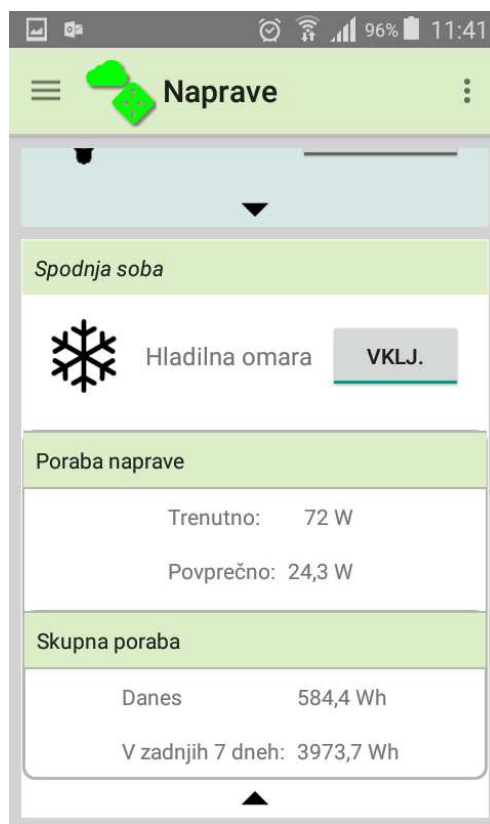 96% 11:41
Naprave
Spodnja soba
Hladilna omara VKLJ.
Poraba naprave
Trenutno: 72 W
Povprečno: 24,3 W
Skupna poraba
Danes 584,4 Wh
V zadnjih 7 dneh: 3973,7 Wh